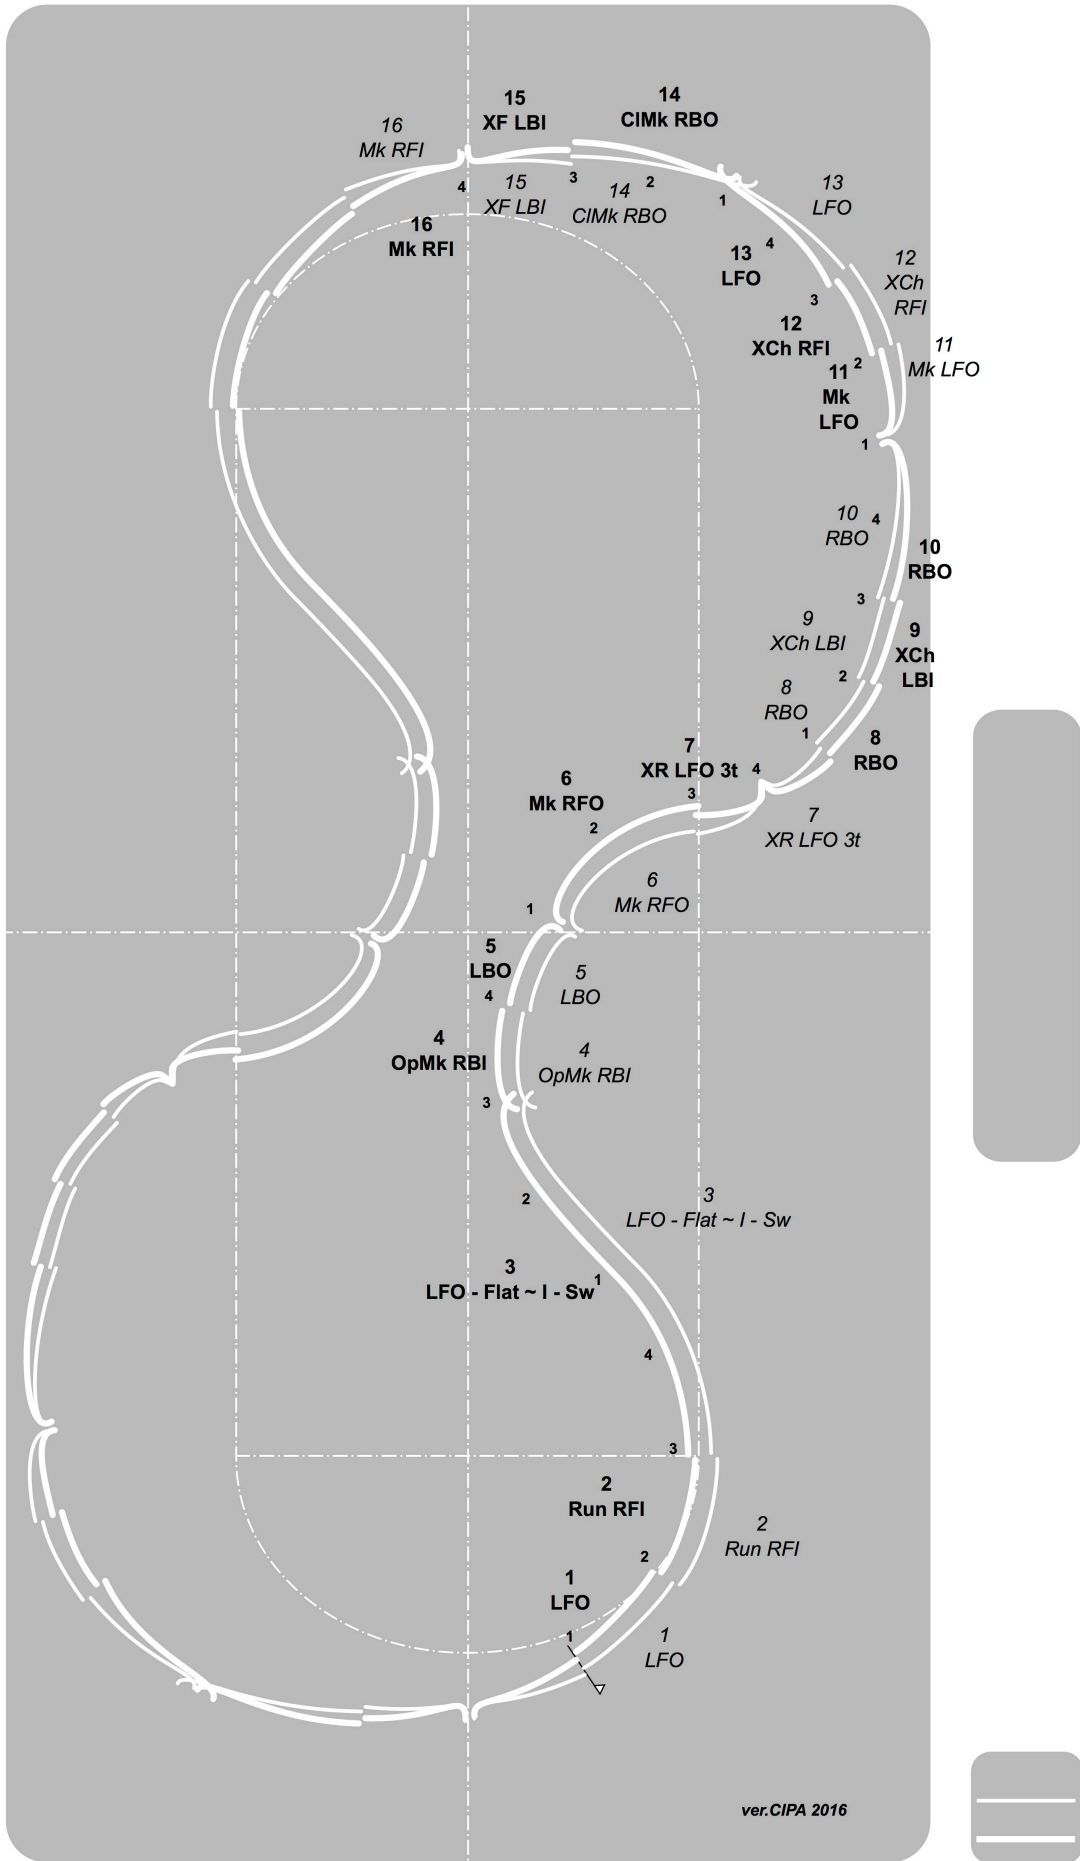 15
XF LBI
14
ClMk RBO
16
Mk RFI
4
15
XF LBI
3
14
ClMk RBO
2
1
13
LFO
16
Mk RFI
13
LFO
4
12
XCh
RFI
3
12
XCh RFI
11
Mk LFO
11
Mk
LFO
2
1
10
RBO
4
10
RBO
3
9
XCh LBI
9
XCh
LBI
2
8
RBO
1
8
RBO
7
XR LFO 3t
4
3
6
Mk RFO
2
7
XR LFO 3t
6
Mk RFO
1
5
LBO
4
5
LBO
4
OpMk RBI
4
OpMk RBI
3
2
3
LFO - Flat ~ I - Sw
3
LFO - Flat ~ I - Sw
1
4
3
2
Run RFI
2
Run RFI
2
1
LFO
1
1
LFO
ver.CIPA 2016